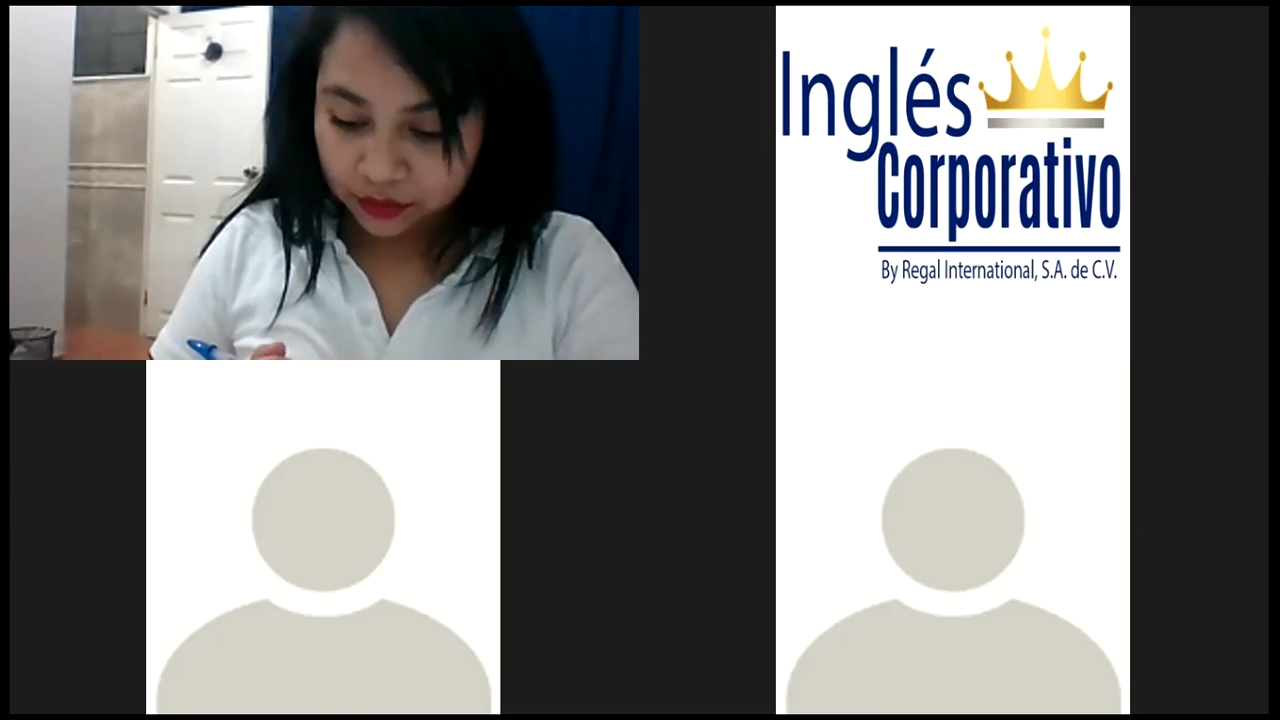 Inglés
Corporativo
By Regal International, S.A. de C.V.